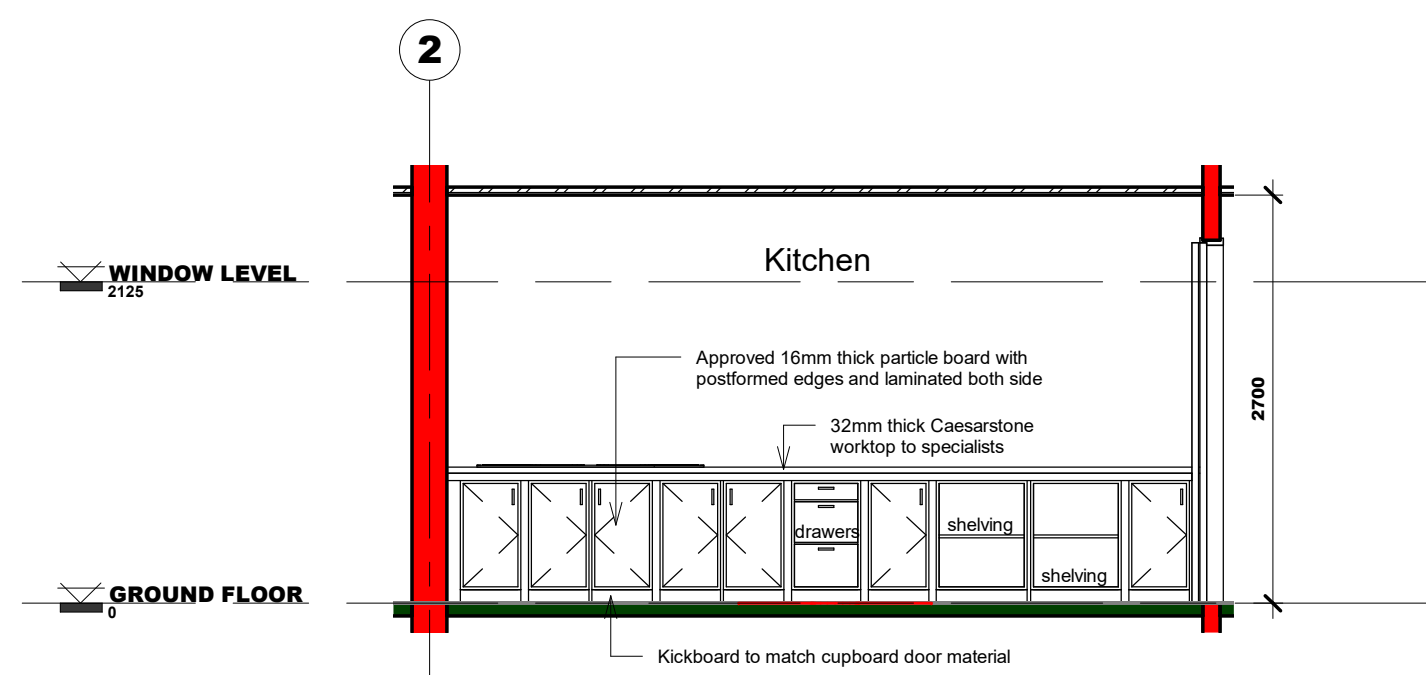 2
Kitchen
WINDOW LEVEL
2125
Approved 16mm thick particle board with
postformed edges and laminated both side
2700
32mm thick Caesarstone
worktop to specialists
drawers
shelving
shelving
GROUND FLOOR
0
Kickboard to match cupboard door material